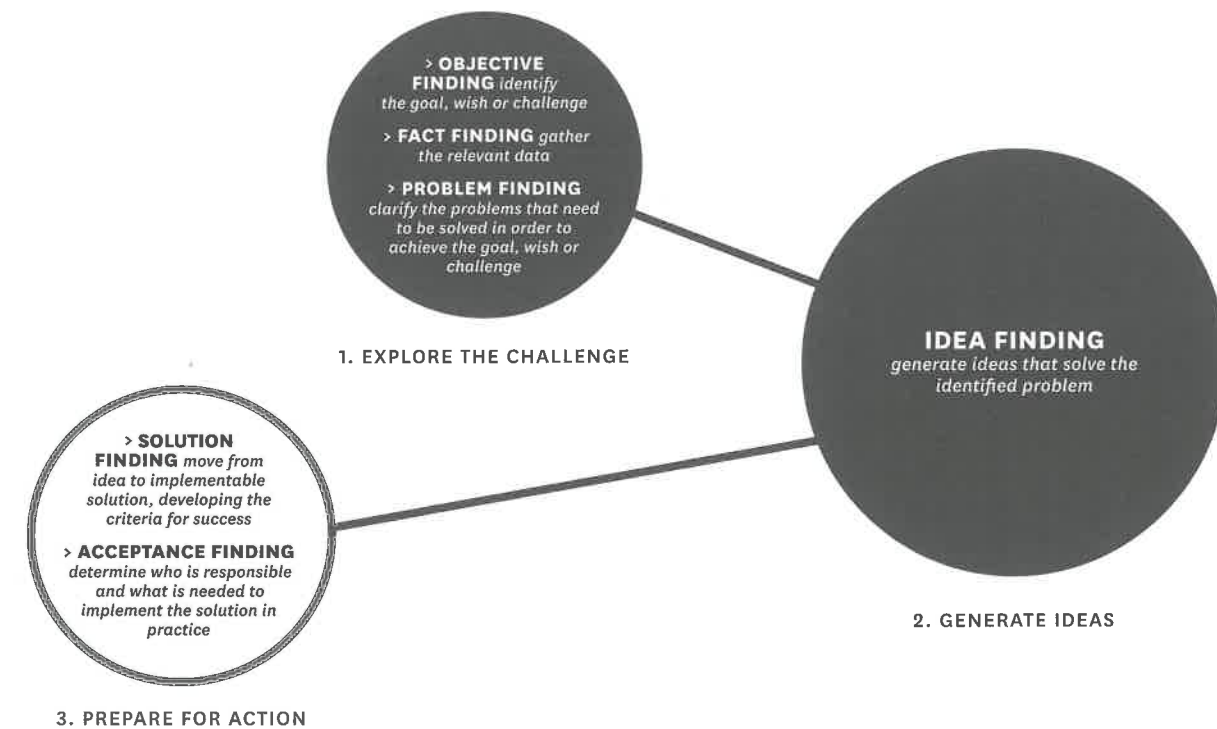 > OBJECTIVE
FINDING identify
the goal, wish or challenge
> FACT FINDING gather
the relevant data
> PROBLEM FINDING
clarify the problems that need
to be solved in order to
achieve the goal, wish or
challenge
1. EXPLORE THE CHALLENGE
IDEA FINDING
generate ideas that solve the
identified problem
2. GENERATE IDEAS
> SOLUTION
FINDING move from
idea to implementable
solution, developing the
criteria for success
> ACCEPTANCE FINDING
determine who is responsible
and what is needed to
implement the solution in
practice
3. PREPARE FOR ACTION